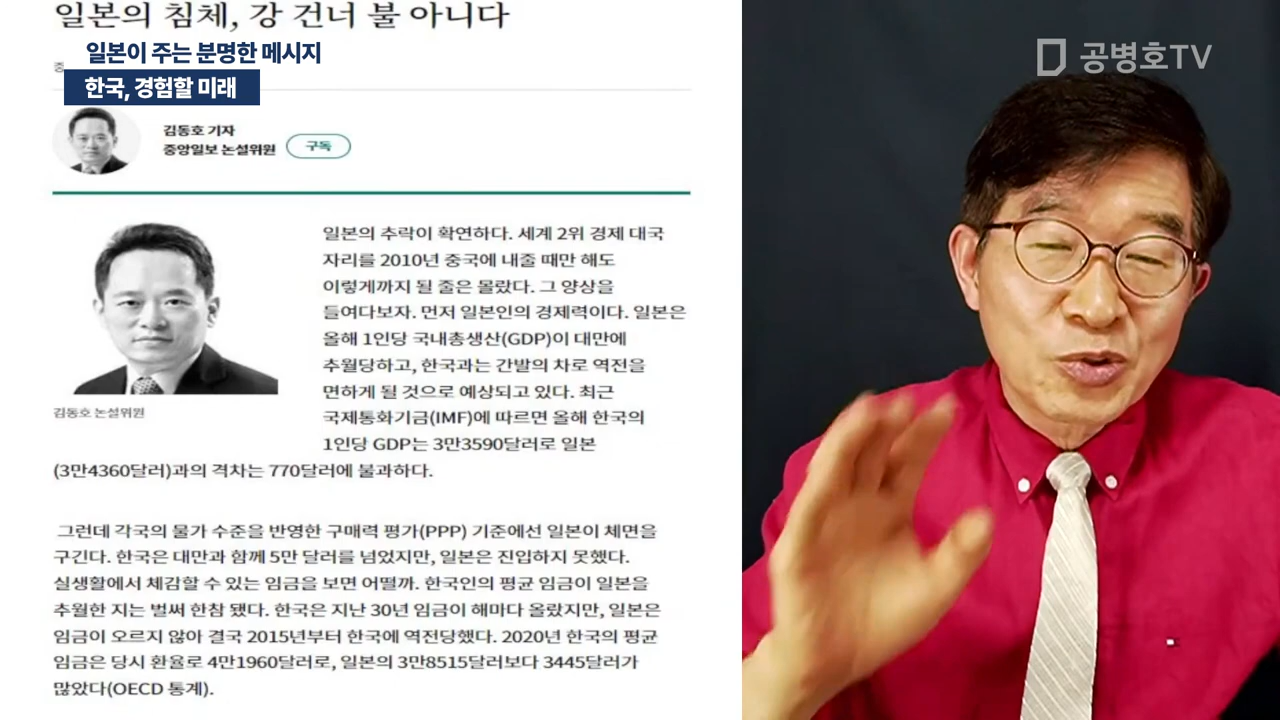 일본의 침체, 강 건너 불 아니다
일본이 주는 분명한 메시지
한국, 경험할 미래
공병호TV
김동호 기자
중앙일보 논설위원
구독
일본의 추락이 확연하다. 세계 2위 경제 대국
자리를 2010년 중국에 내줄 때만 해도
이렇게까지 될 줄은 몰랐다. 그 양상을
들여다보자. 먼저 일본인의 경제력이다. 일본은
올해 1인당 국내총생산(GDP)이 대만에
추월당하고, 한국과는 간발의 차로 역전을
면하게 될 것으로 예상되고 있다. 최근
국제통화기금(IMF)에 따르면 올해 한국의
1인당 GDP는 3만3590달러로 일본
(3만4360달러)과의 격차는 770달러에 불과하다.
김동호 논설위원
그런데 각국의 물가 수준을 반영한 구매력 평가(PPP) 기준에선 일본이 체면을
구긴다. 한국은 대만과 함께 5만 달러를 넘었지만, 일본은 진입하지 못했다.
실생활에서 체감할 수 있는 임금을 보면 어떨까. 한국인의 평균 임금이 일본을
추월한 지는 벌써 한참 됐다. 한국은 지난 30년 임금이 해마다 올랐지만, 일본은
임금이 오르지 않아 결국 2015년부터 한국에 역전당했다. 2020년 한국의 평균
임금은 당시 환율로 4만1960달러로, 일본의 3만8515달러보다 3445달러가
많았다(OECD 통계).